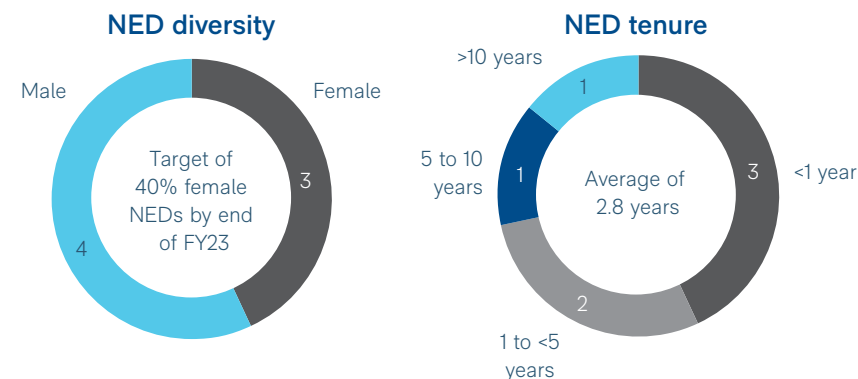 NED diversity
Male
Female
Target of
40% female
NEDs by end
of FY23
3
4
NED tenure
>10 years
1
5 to 10
years
1
Average of
2.8 years
3
<1 year
2
1 to <5
years